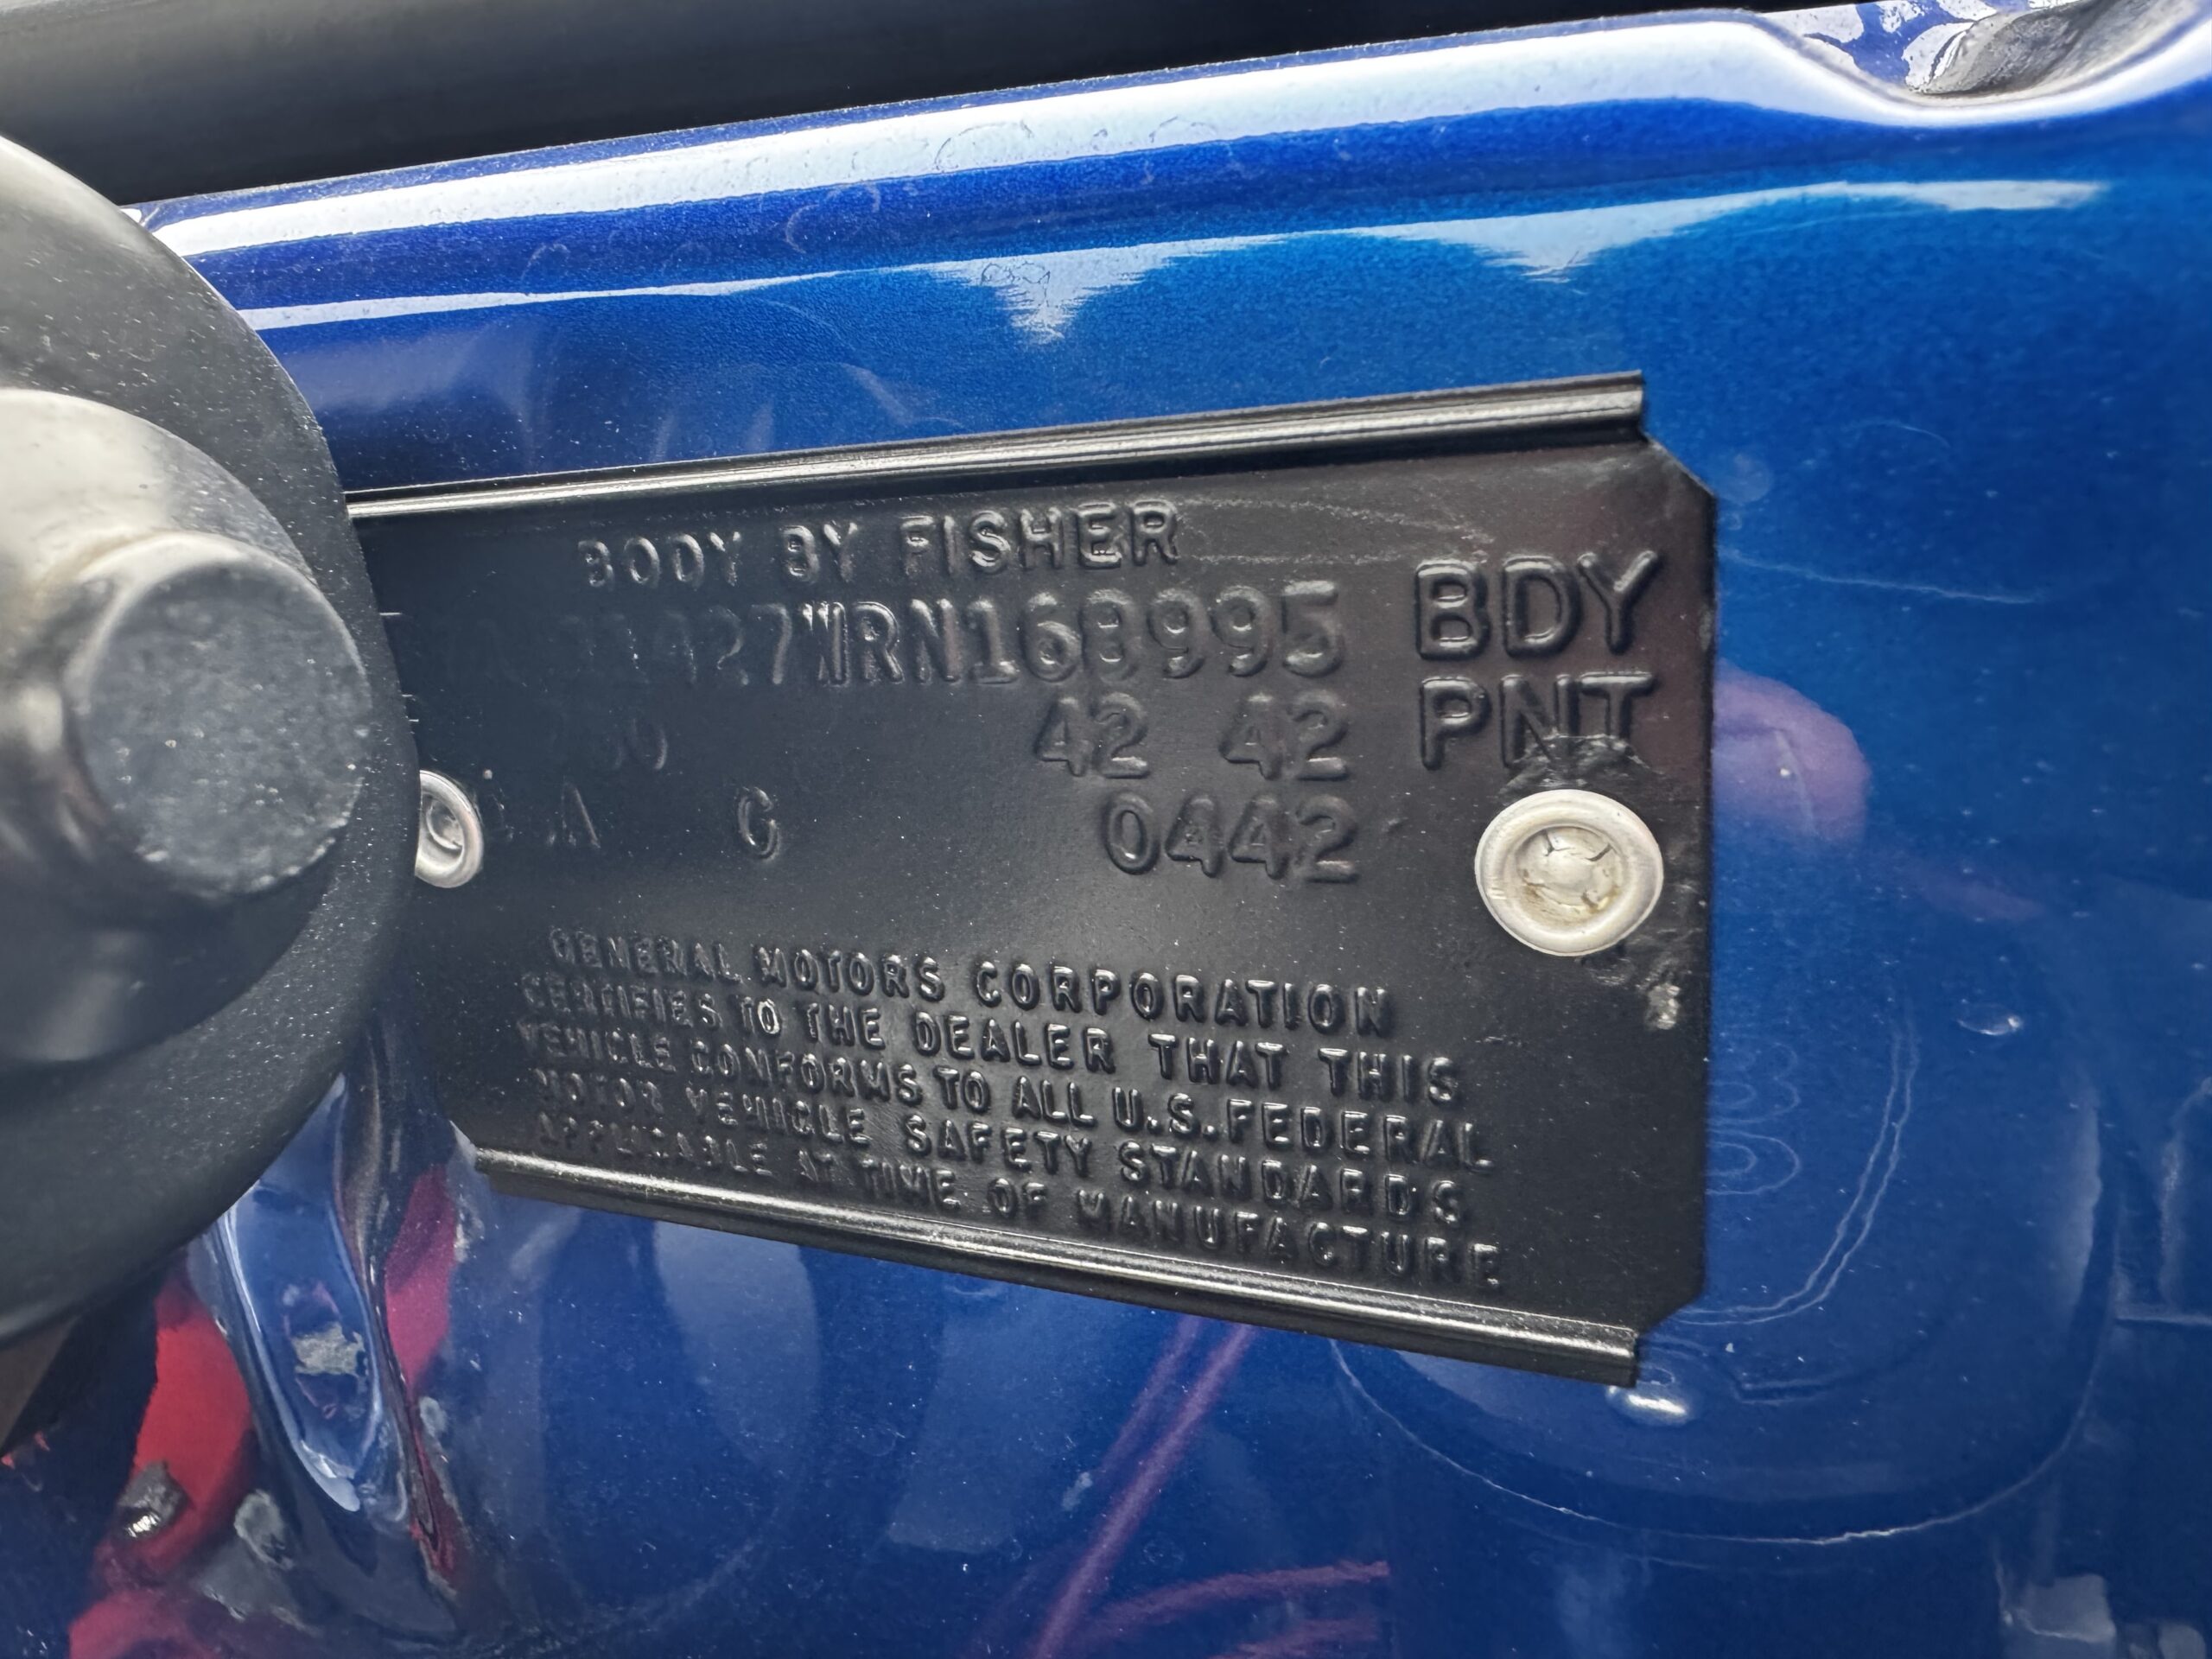 BODY BY FISHER
11427WRN168995 BDY
42 42 PNT
A G 0442
GENERAL MOTORS CORPORATION
CERTIFIES TO THE DEALER THAT THIS
VEHICLE CONFORMS TO ALL U.S. FEDERAL
MOTOR VEHICLE SAFETY STANDARDS
APPLICABLE AT TIME OF MANUFACTURE